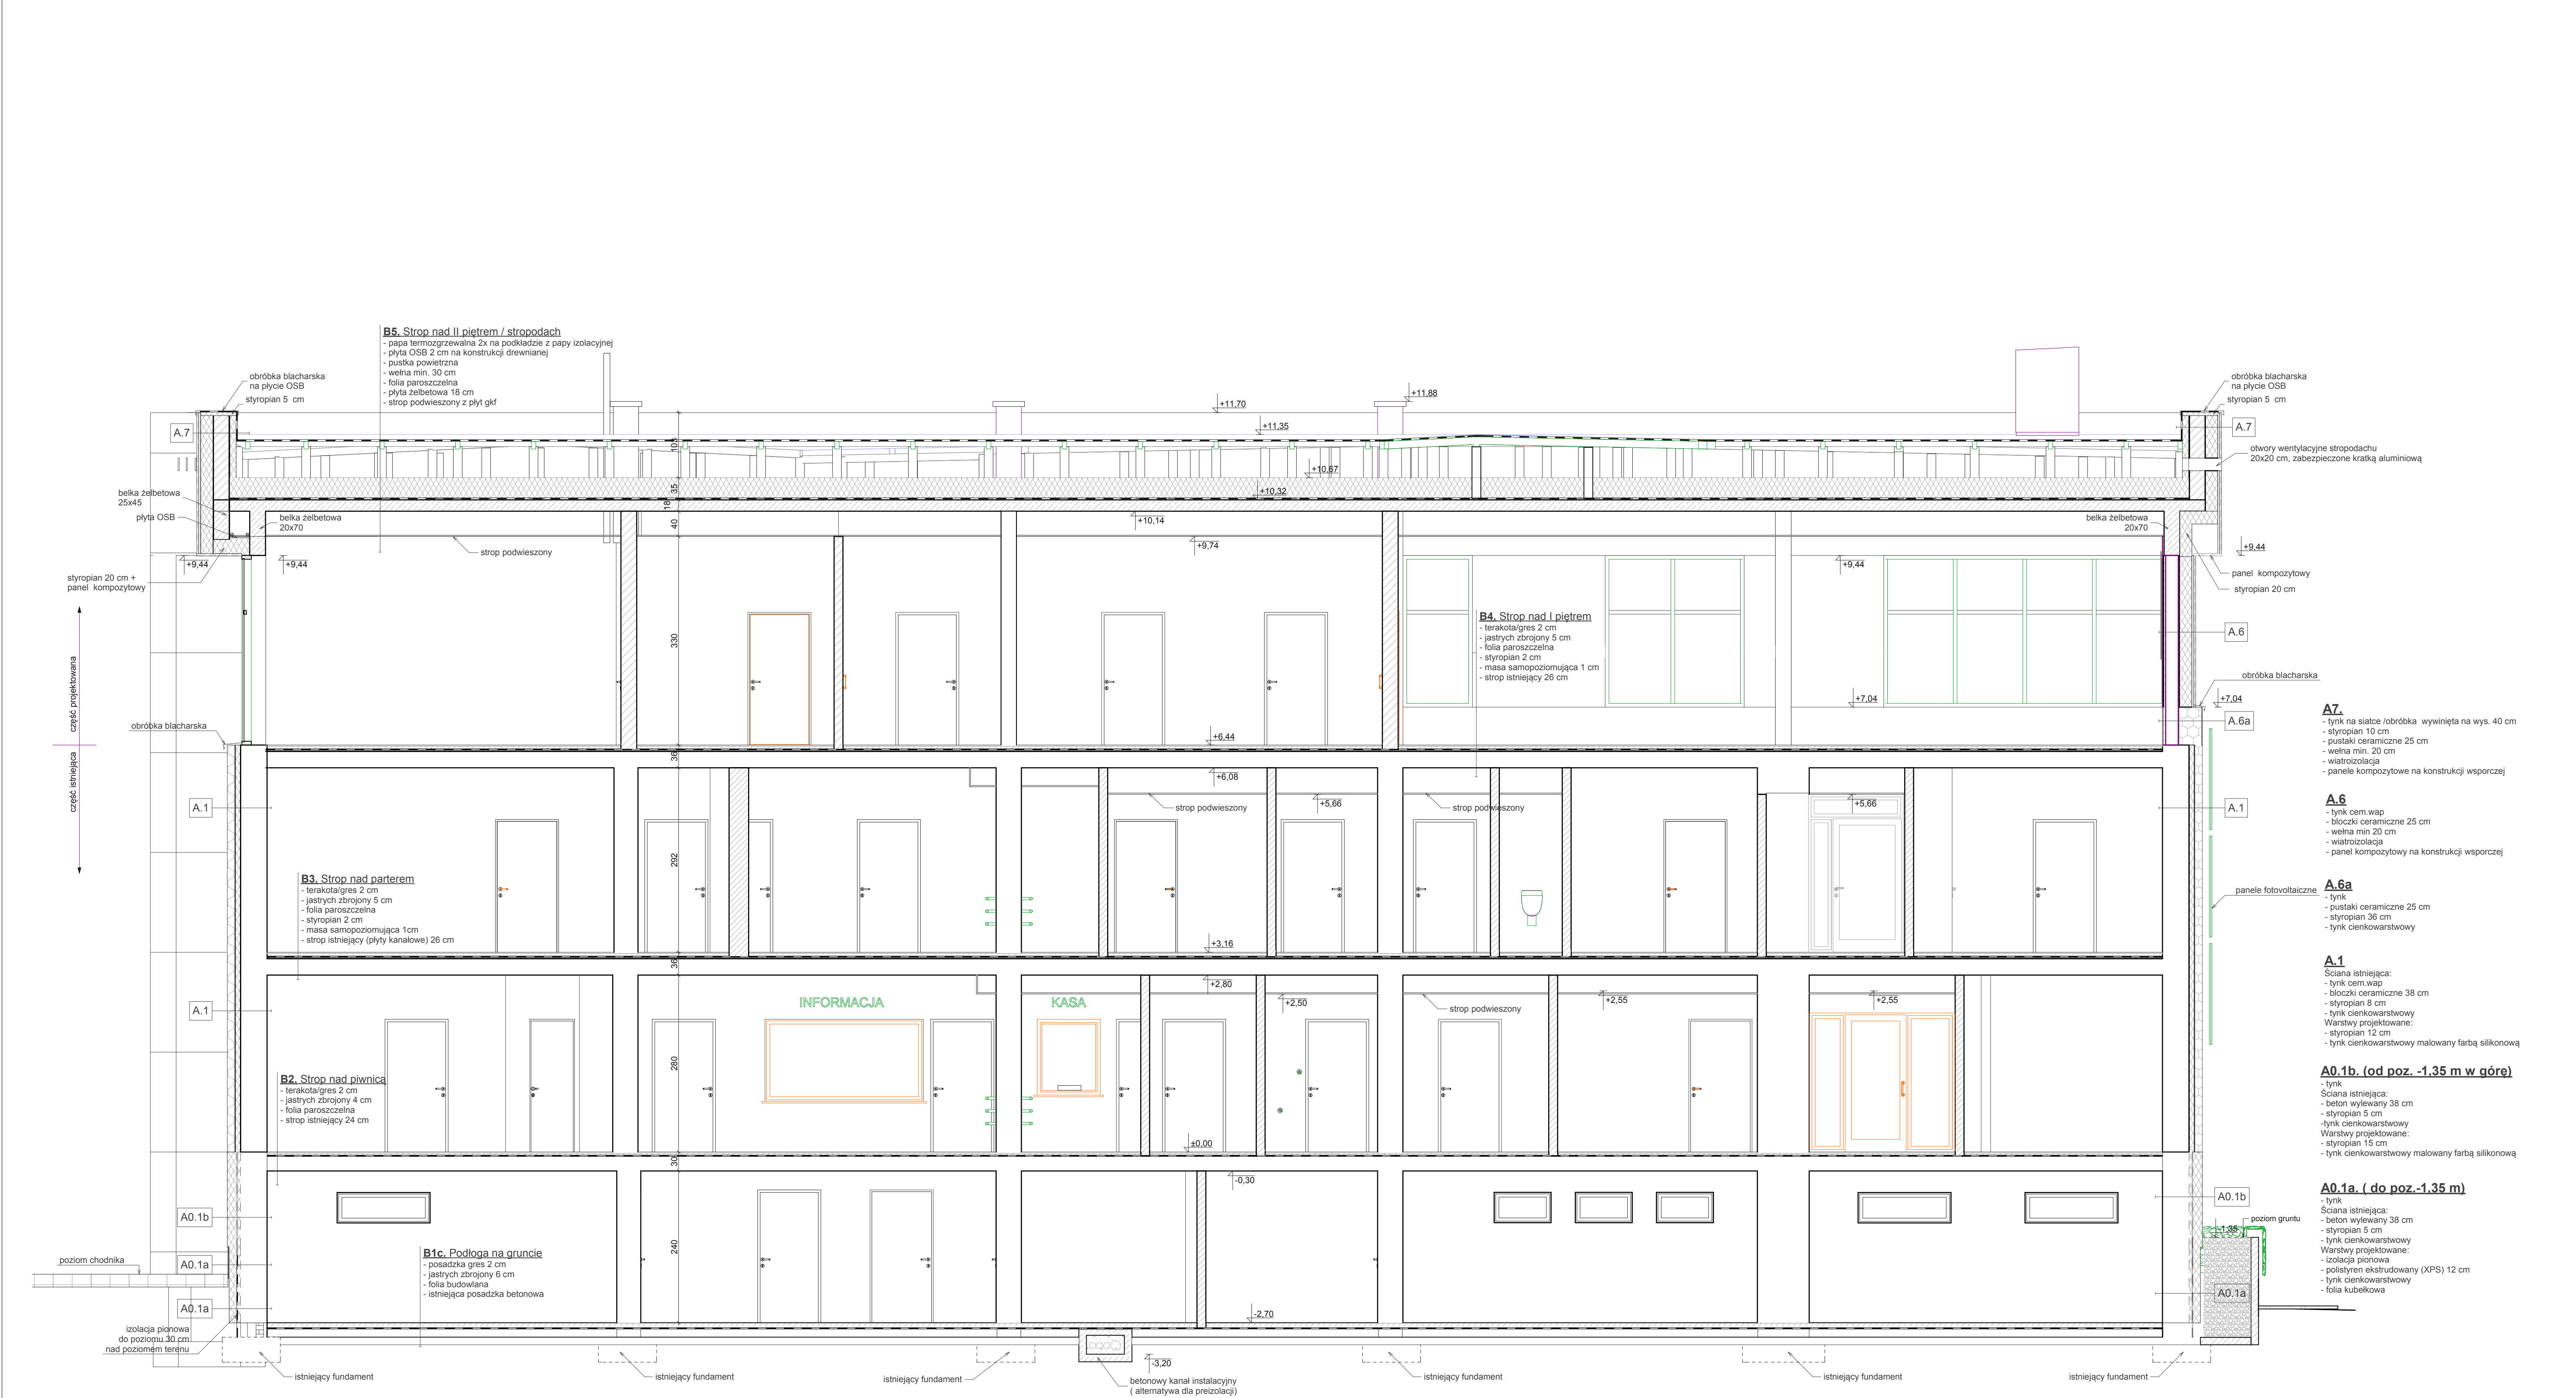 B5. Strop nad II piętrem / stropodach
- papa termozgrzewalna 2x na podkładzie z papy izolacyjnej
- płyta OSB 2 cm na konstrukcji drewnianej
- pustka powietrzna
- wełna min. 30 cm
- folia paroszczelna
- płyta żelbetowa 18 cm
- strop podwieszony z płyt gkf
obróbka blacharska
na płycie OSB
styropian 5 cm
A.7
belka żelbetowa
25x45
płyta OSB
belka żelbetowa
20x70
strop podwieszony
+9,44
+9,44
styropian 20 cm +
panel kompozytowy
część projektowana
część istniejąca
obróbka blacharska
+11,70
+11,88
+11,35
+10,67
+10,32
+10,14
+9,74
+9,44
105
35
18
40
330
36
292
36
280
30
240
obróbka blacharska
na płycie OSB
styropian 5 cm
A.7
otwory wentylacyjne stropodachu
20x20 cm, zabezpieczone kratką aluminiową
belka żelbetowa
20x70
+9,44
panel kompozytowy
styropian 20 cm
B4. Strop nad I piętrem
- terakota/gres 2 cm
- jastrych zbrojony 5 cm
- folia paroszczelna
- styropian 2 cm
- masa samopoziomująca 1 cm
- strop istniejący 26 cm
A.6
obróbka blacharska
+7,04
+7,04
A.6a
+6,44
+6,08
+5,66
+5,66
strop podwieszony
strop podwieszony
A.1
A.1
B3. Strop nad parterem
- terakota/gres 2 cm
- jastrych zbrojony 5 cm
- folia paroszczelna
- styropian 2 cm
- masa samopoziomująca 1cm
- strop istniejący (płyty kanałowe) 26 cm
+3,16
+2,80
+2,50
+2,55
+2,55
strop podwieszony
INFORMACJA
KASA
A.1
B2. Strop nad piwnicą
- terakota/gres 2 cm
- jastrych zbrojony 4 cm
- folia paroszczelna
- strop istniejący 24 cm
±0,00
-0,30
A0.1b
A0.1a
A0.1a
poziom chodnika
izolacja pionowa
do poziomu 30 cm
nad poziomem terenu
B1c. Podłoga na gruncie
- posadzka gres 2 cm
- jastrych zbrojony 6 cm
- folia budowlana
- istniejąca posadzka betonowa
-2,70
-3,20
istniejący fundament
istniejący fundament
istniejący fundament
betonowy kanał instalacyjny
( alternatywa dla preizolacji)
istniejący fundament
istniejący fundament
istniejący fundament
A0.1b
poziom gruntu
-1,35
A0.1a
A7.
- tynk na siatce /obróbka wywinięta na wys. 40 cm
- styropian 10 cm
- pustaki ceramiczne 25 cm
- wełna min. 20 cm
- wiatroizolacja
- panele kompozytowe na konstrukcji wsporczej
A.6
- tynk cem.wap
- bloczki ceramiczne 25 cm
- wełna min 20 cm
- wiatroizolacja
- panel kompozytowy na konstrukcji wsporczej
panele fotovoltaiczne
A.6a
- tynk
- pustaki ceramiczne 25 cm
- styropian 36 cm
- tynk cienkowarstwowy
A.1
Ściana istniejąca:
- tynk cem.wap
- bloczki ceramiczne 38 cm
- styropian 8 cm
- tynk cienkowarstwowy
Warstwy projektowane:
- styropian 12 cm
- tynk cienkowarstwowy malowany farbą silikonową
A0.1b. (od poz. -1,35 m w górę)
- tynk
Ściana istniejąca:
- beton wylewany 38 cm
- styropian 5 cm
-tynk cienkowarstwowy
Warstwy projektowane:
- styropian 15 cm
- tynk cienkowarstwowy malowany farbą silikonową
A0.1a. ( do poz.-1,35 m)
- tynk
Ściana istniejąca:
- beton wylewany 38 cm
- styropian 5 cm
- tynk cienkowarstwowy
Warstwy projektowane:
- izolacja pionowa
- polistyren ekstrudowany (XPS) 12 cm
- tynk cienkowarstwowy
- folia kubełkowa